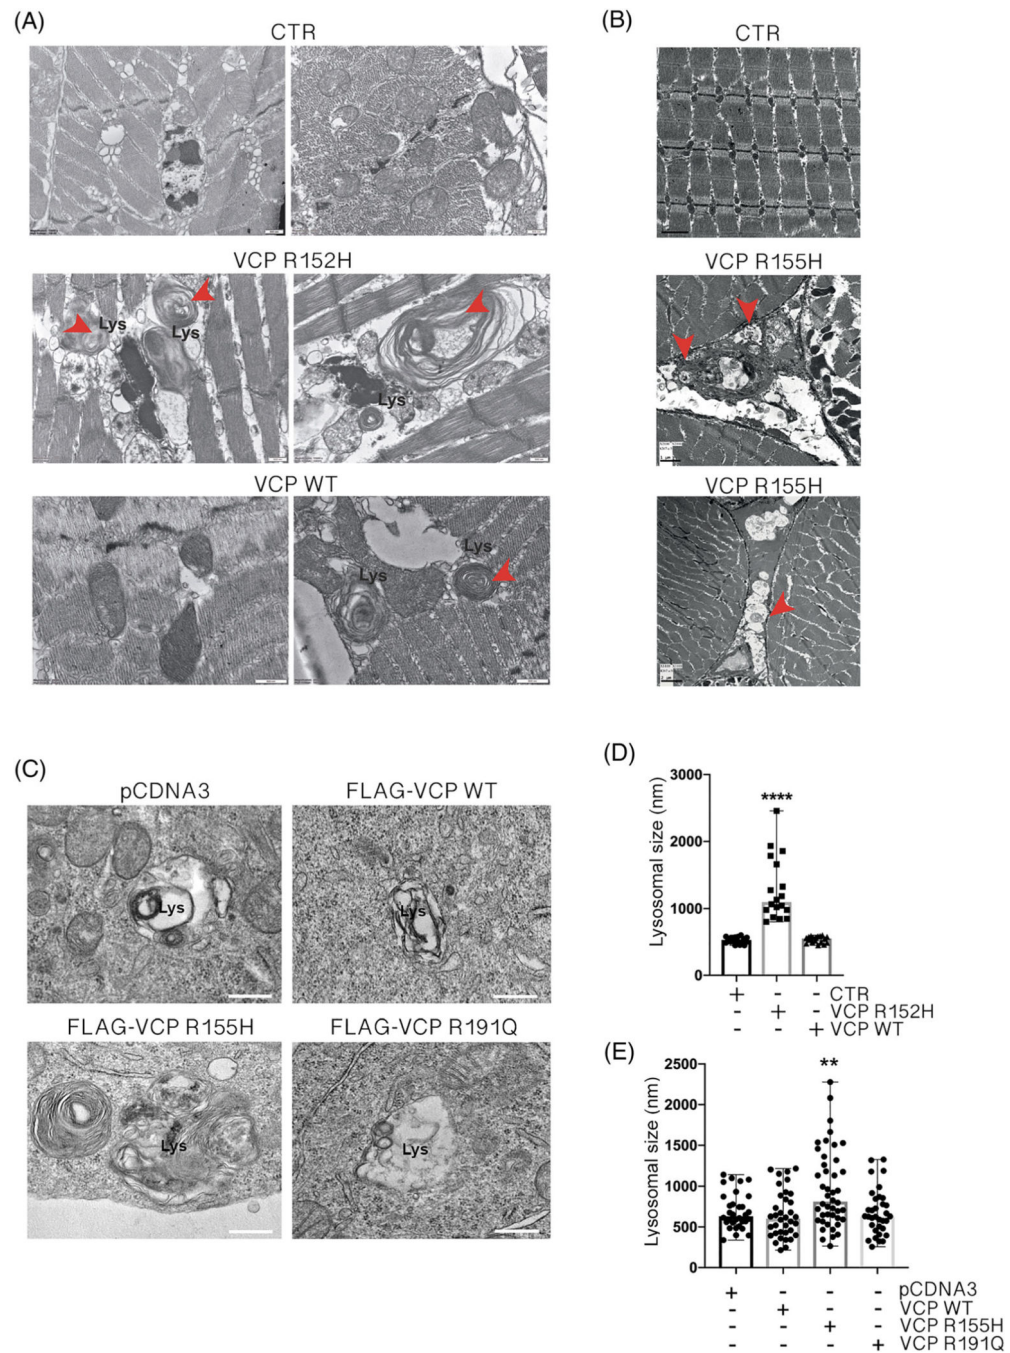 (A)
CTR
VCP R152H
Lys
Lys
Lys
VCP WT
Lys
Lys
(B)
CTR
VCP R155H
VCP R155H
(C)
pCDNA3
FLAG-VCP WT
Lys
Lys
FLAG-VCP R155H
FLAG-VCP R191Q
Lys
Lys
(D)
Lysosomal size (nm)
3000
2000
1000
0
****
+ - - CTR
- + - VCP R152H
- - + VCP WT
(E)
Lysosomal size (nm)
2500
2000
1500
1000
500
0
**
+ - - - pCDNA3
- + - - VCP WT
- - + - VCP R155H
- - - + VCP R191Q